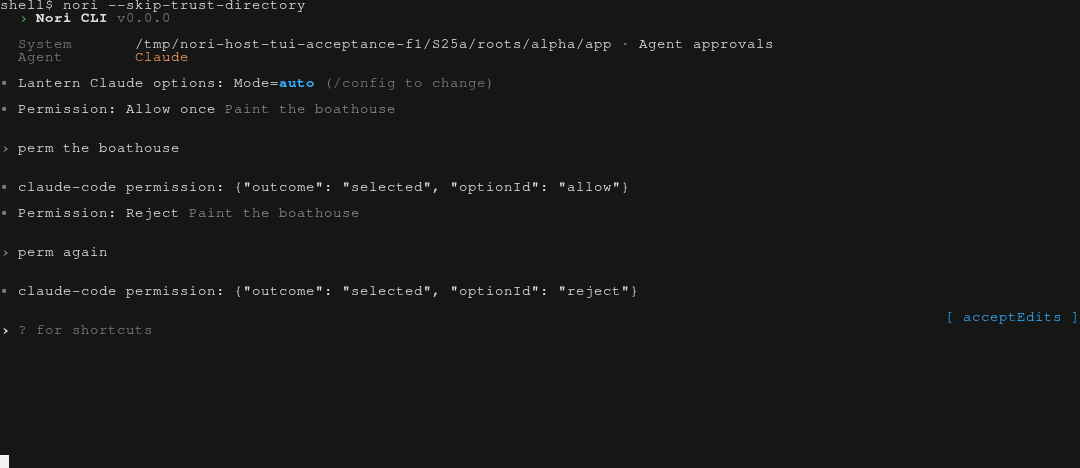 shell$ nori --skip-trust-directory
› Nori CLI v0.0.0
System /tmp/nori-host-tui-acceptance-f1/S25a/roots/alpha/app · Agent approvals
Agent Claude
• Lantern Claude options: Mode=auto (/config to change)
• Permission: Allow once Paint the boathouse
› perm the boathouse
• claude-code permission: {"outcome": "selected", "optionId": "allow"}
• Permission: Reject Paint the boathouse
› perm again
• claude-code permission: {"outcome": "selected", "optionId": "reject"}
[ acceptEdits ]
› ? for shortcuts